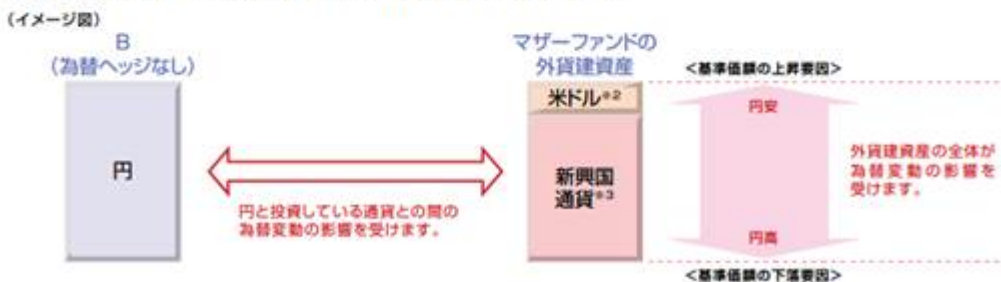 (イメージ図)
B
(為替ヘッジなし)
円
円と投資している通貨との間の
為替変動の影響を受けます。
マザーファンドの
外貨建資産
米ドル※2
新興国
通貨※3
<基準価額の上昇要因>
円安
円高
<基準価額の下落要因>
外貨建資産の全体が
為替変動の影響を
受けます。